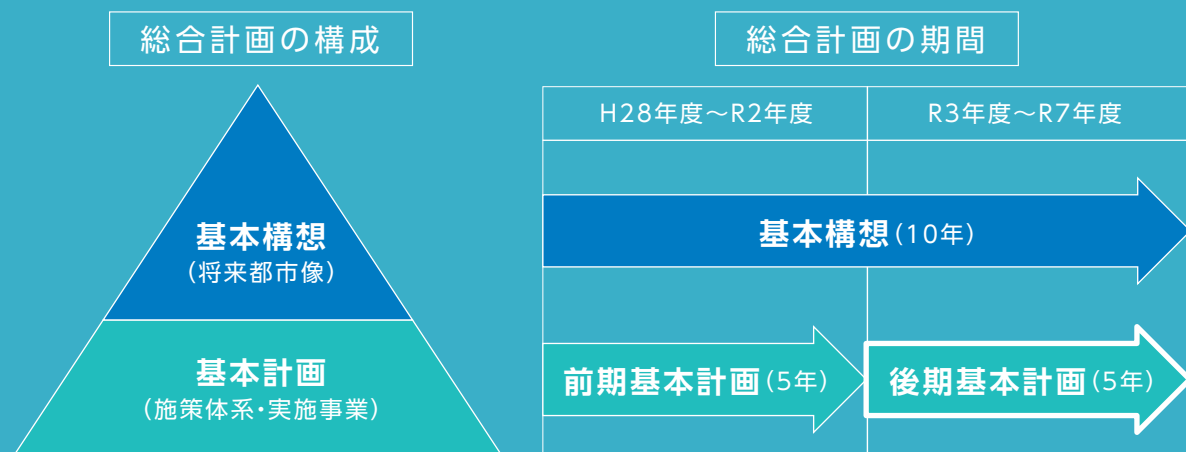 総合計画の構成
基本構想
（将来都市像）
基本計画
（施策体系・実施事業）
総合計画の期間
H28年度～R2年度
R3年度～R7年度
基本構想（10年）
前期基本計画（5年）
後期基本計画（5年）